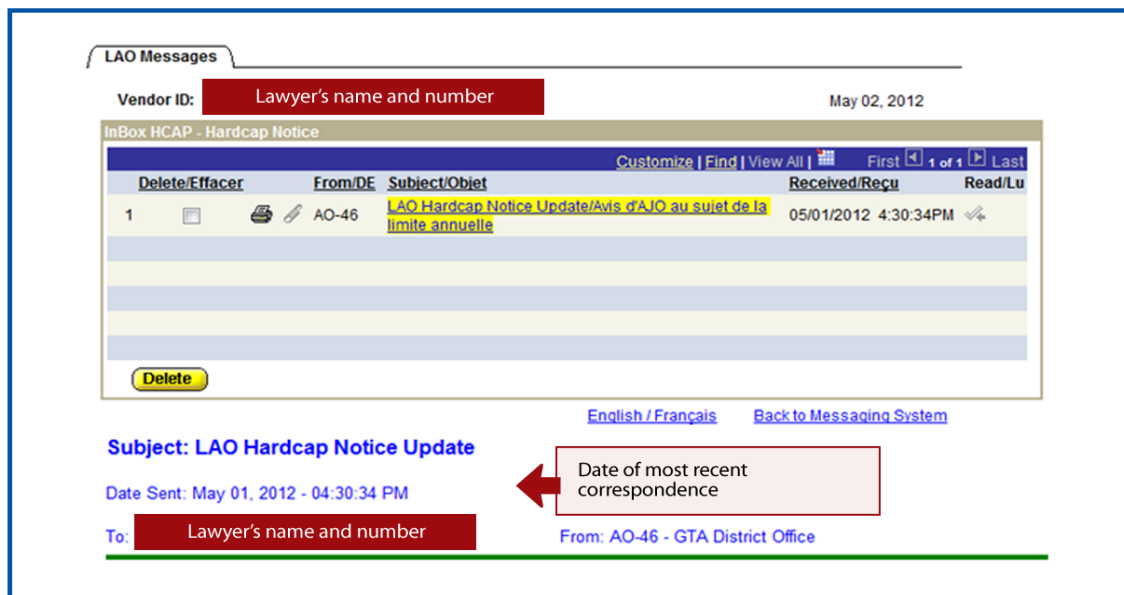 LAO Messages
Vendor ID: Lawyer's name and number May 02, 2012
InBox HCAP - Hardcap Notice
Customize | Find | View All | First 1 of 1 Last
Delete/Effacer From/DE Subject/Objet Received/Reçu Read/Lu
1 AO-46 LAO Hardcap Notice Update/Avis d'AJO au sujet de la 05/01/2012 4:30:34PM
limite annuelle
Delete
English / Français Back to Messaging System
Subject: LAO Hardcap Notice Update
Date of most recent
correspondence
Date Sent: May 01, 2012 - 04:30:34 PM
To: Lawyer's name and number From: AO-46 - GTA District Office